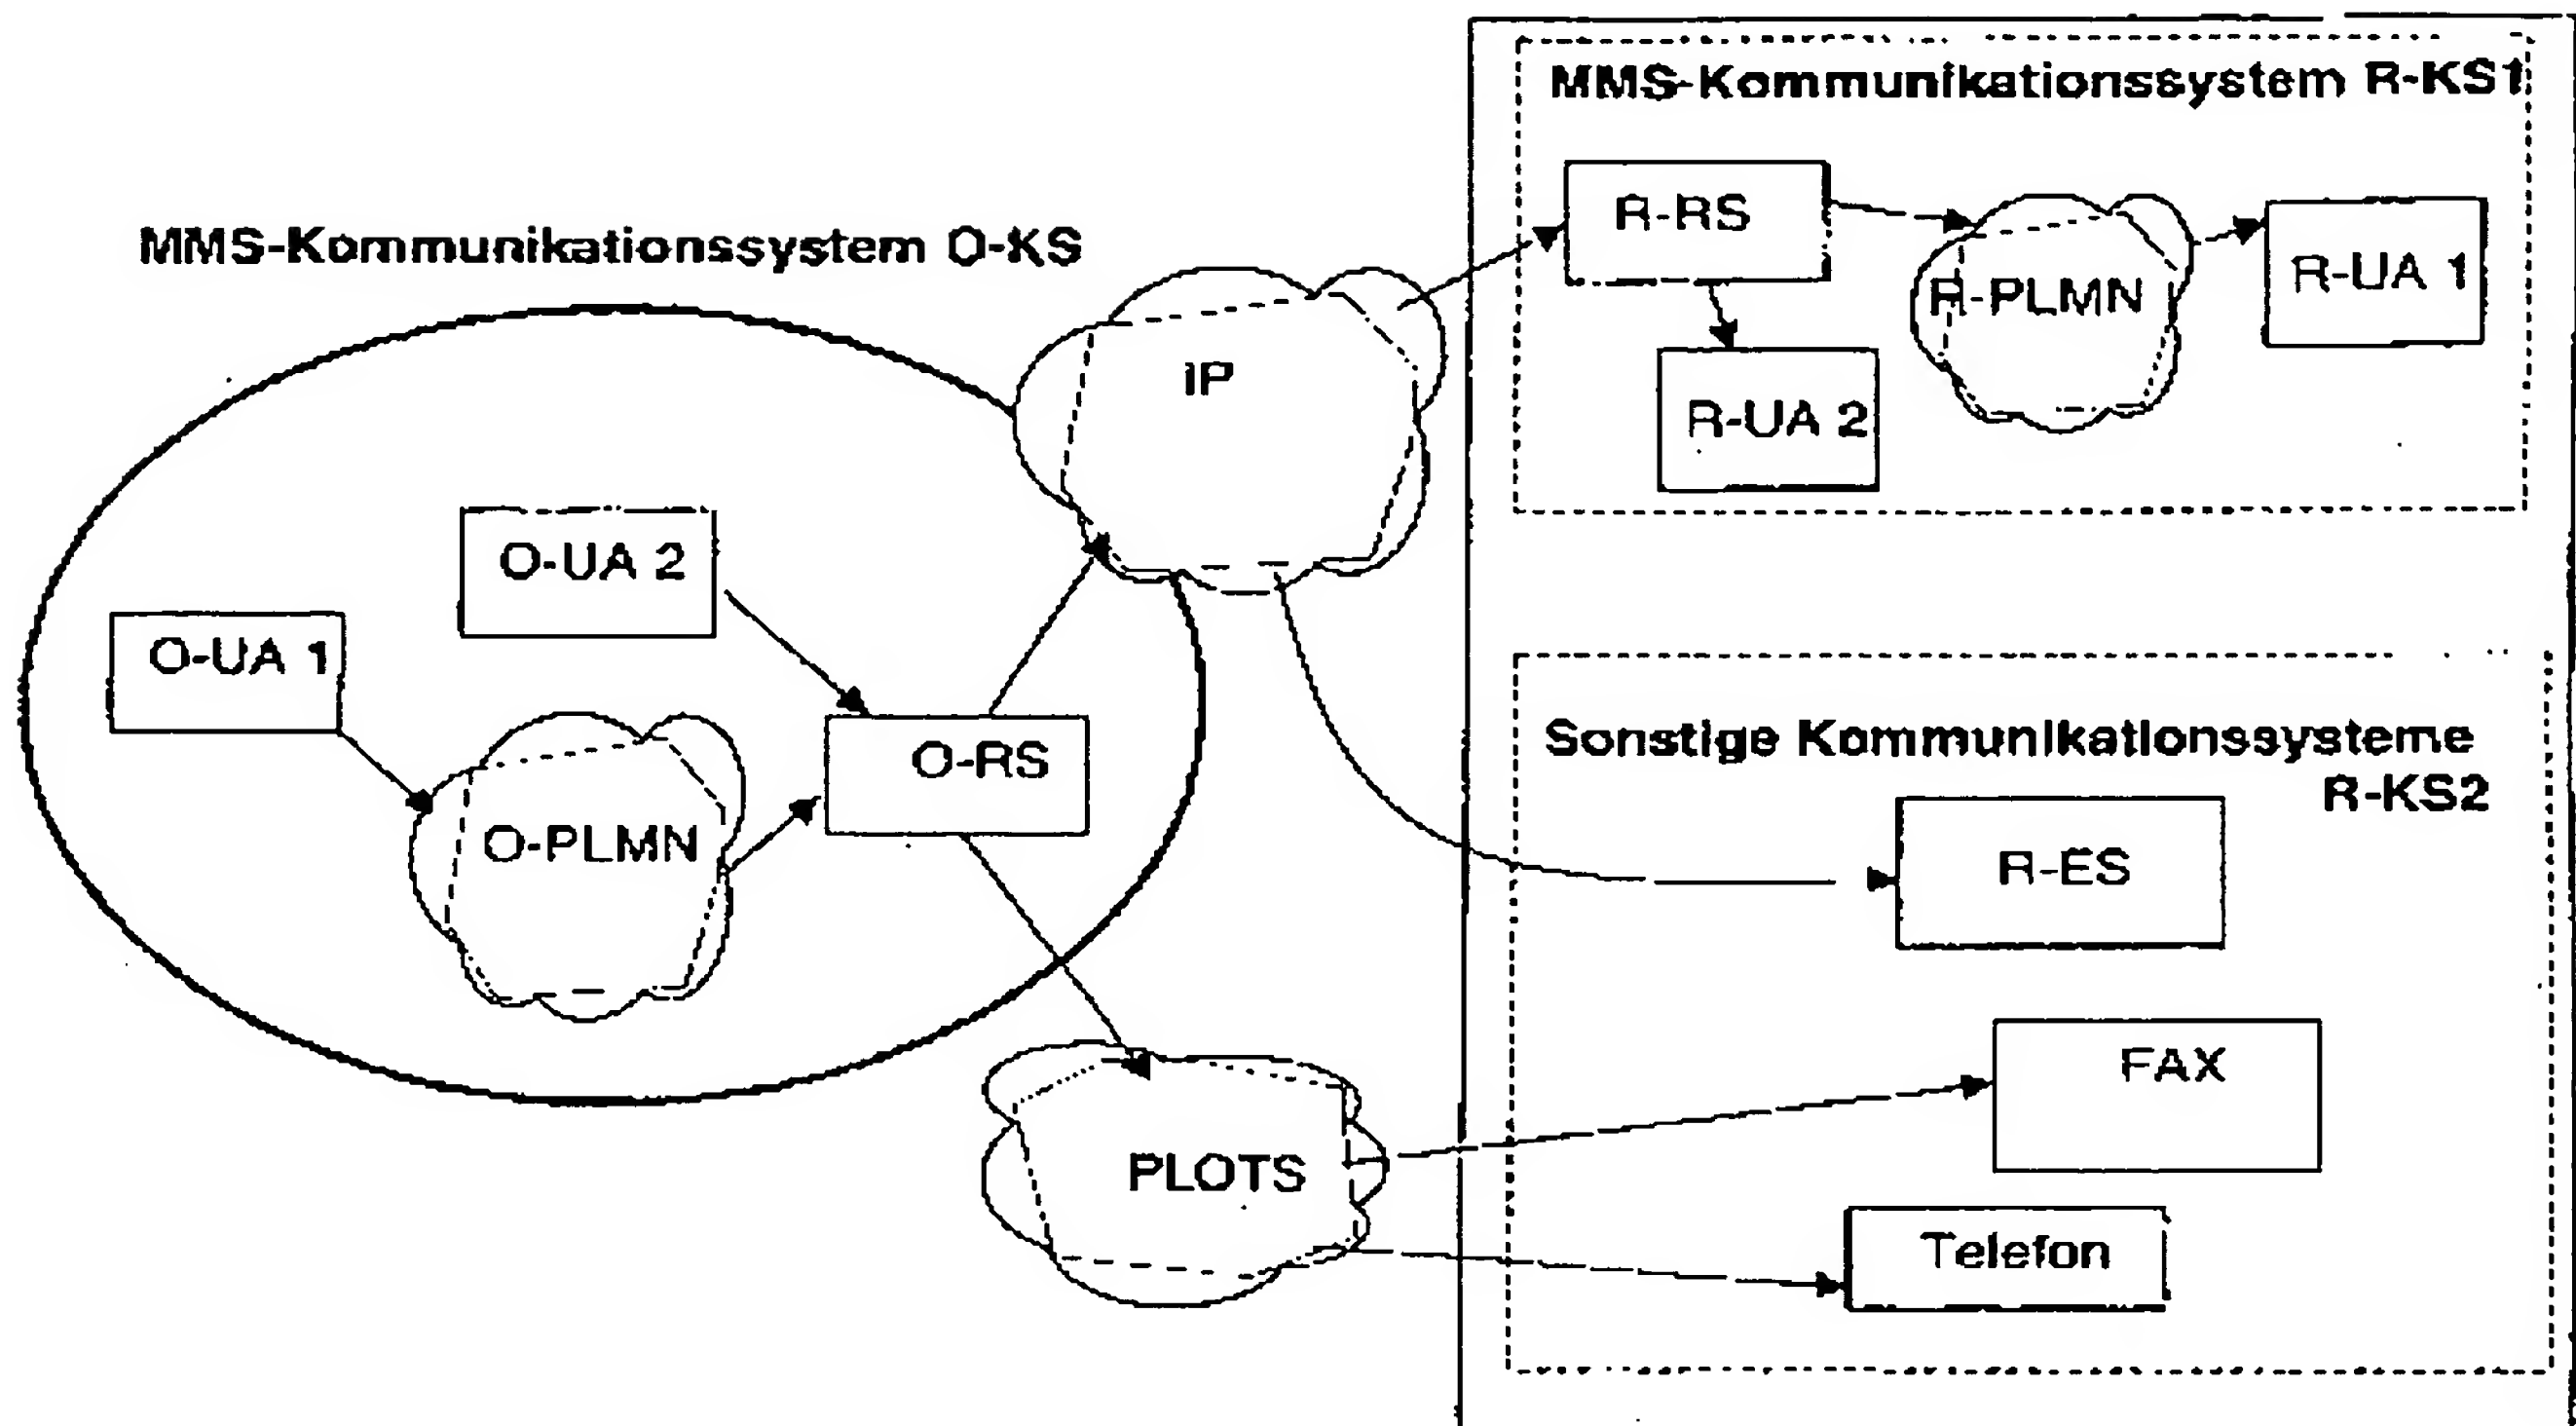 MMS-Kommunikationssystem O-KS
O-UA 1
O-UA 2
O-PLMN
O-RS
IP
PLOTS
MMS-Kommunikationssystem R-KS1
R-RS
R-PLMN
R-UA 1
R-UA 2
Sonstige Kommunikationssysteme
R-KS2
R-ES
FAX
Telefon